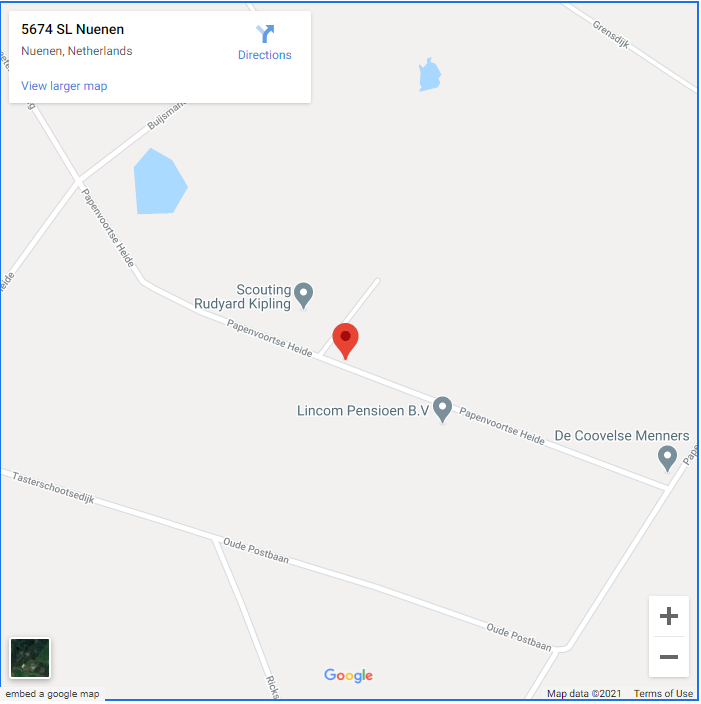 5674 SL Nuenen
Nuenen, Netherlands
Directions
View larger map
Grensdijk
Papenvoortse Heide
Scouting
Rudyard Kipling
Papenvoortse Heide
Lincom Pensioen B.V
Papenvoortse Heide
De Coovelse Menners
Tasterschootsedijk
Oude Postbaan
Oude Postbaan
Google
embed a google map
Map data ©2021
Terms of Use